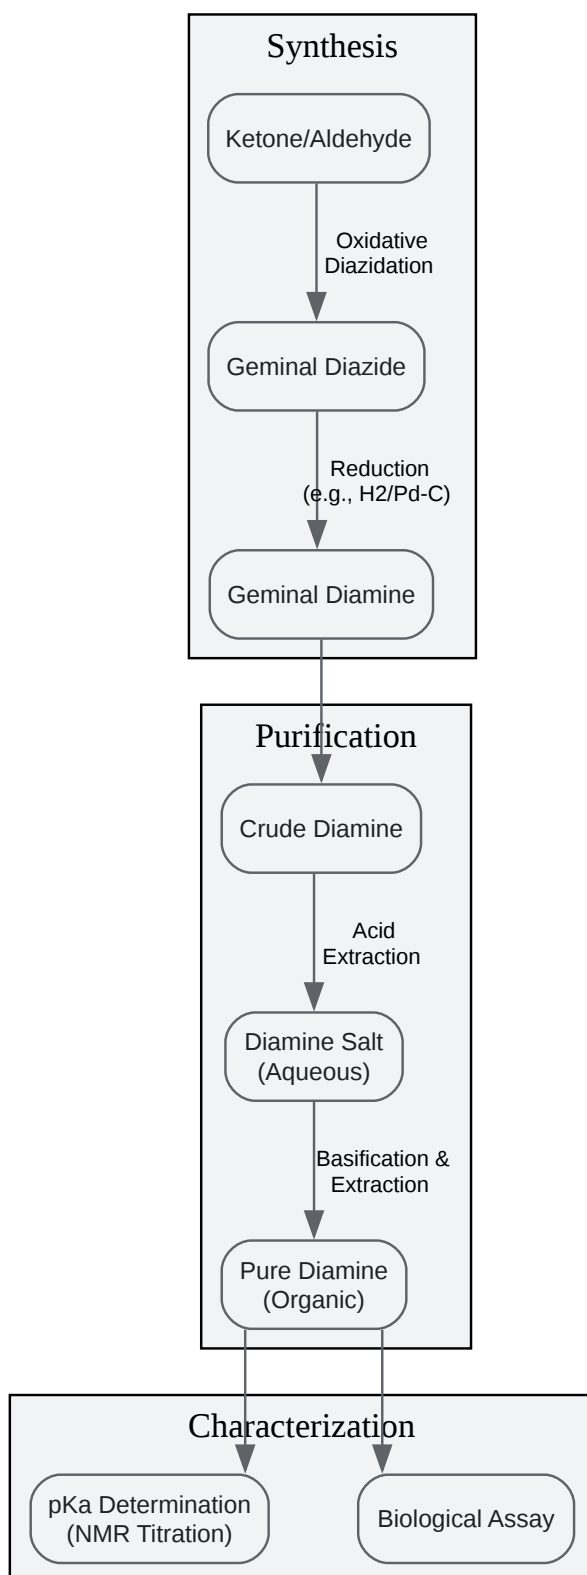 Synthesis
Ketone/Aldehyde
Oxidative
Diazidation
Geminal Diazide
Reduction
(e.g., H2/Pd-C)
Geminal Diamine
Purification
Crude Diamine
Acid
Extraction
Diamine Salt
(Aqueous)
Basification &
Extraction
Pure Diamine
(Organic)
Characterization
pKa Determination
(NMR Titration)
Biological Assay